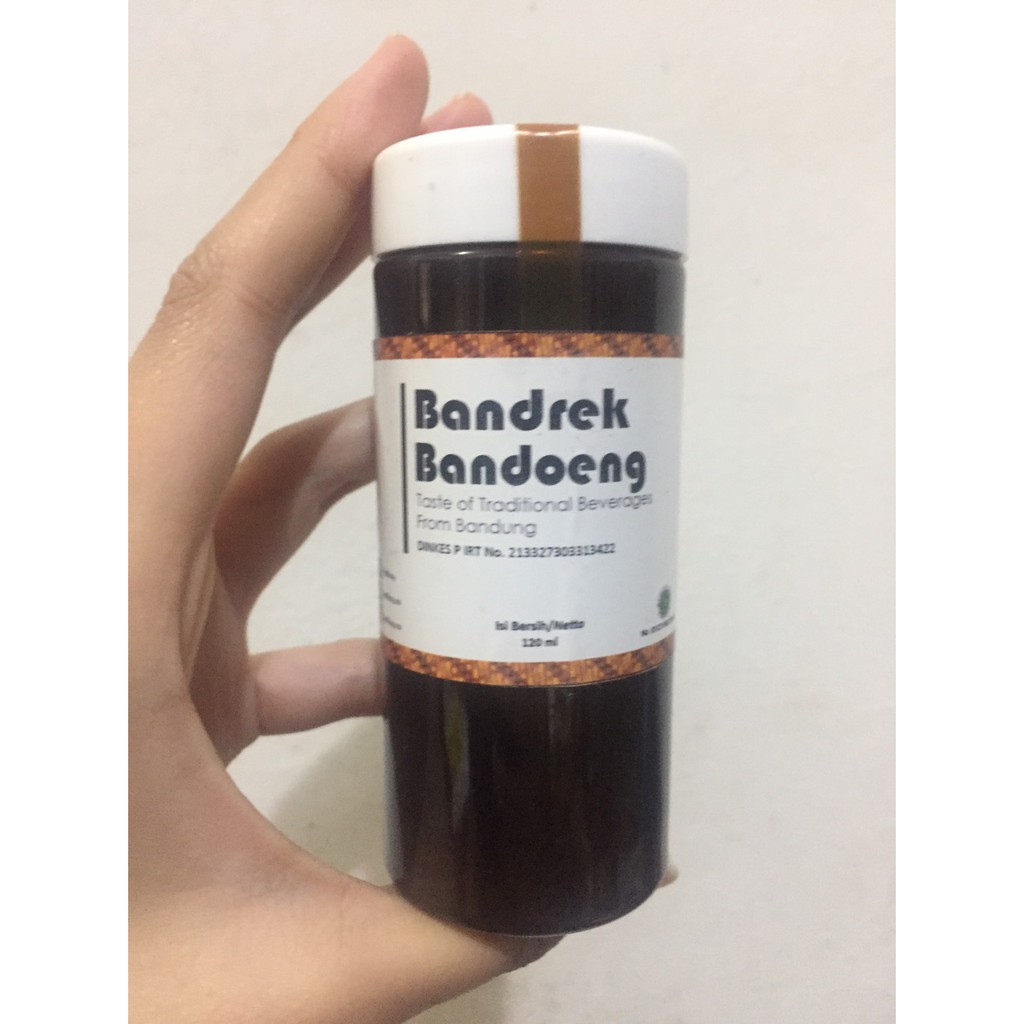 Bandrek
Bandoeng
Taste of Traditional Beverages
From Bandung
DINKES P IRT No. 213327303313422
Isi Bersih/Netto
120 ml